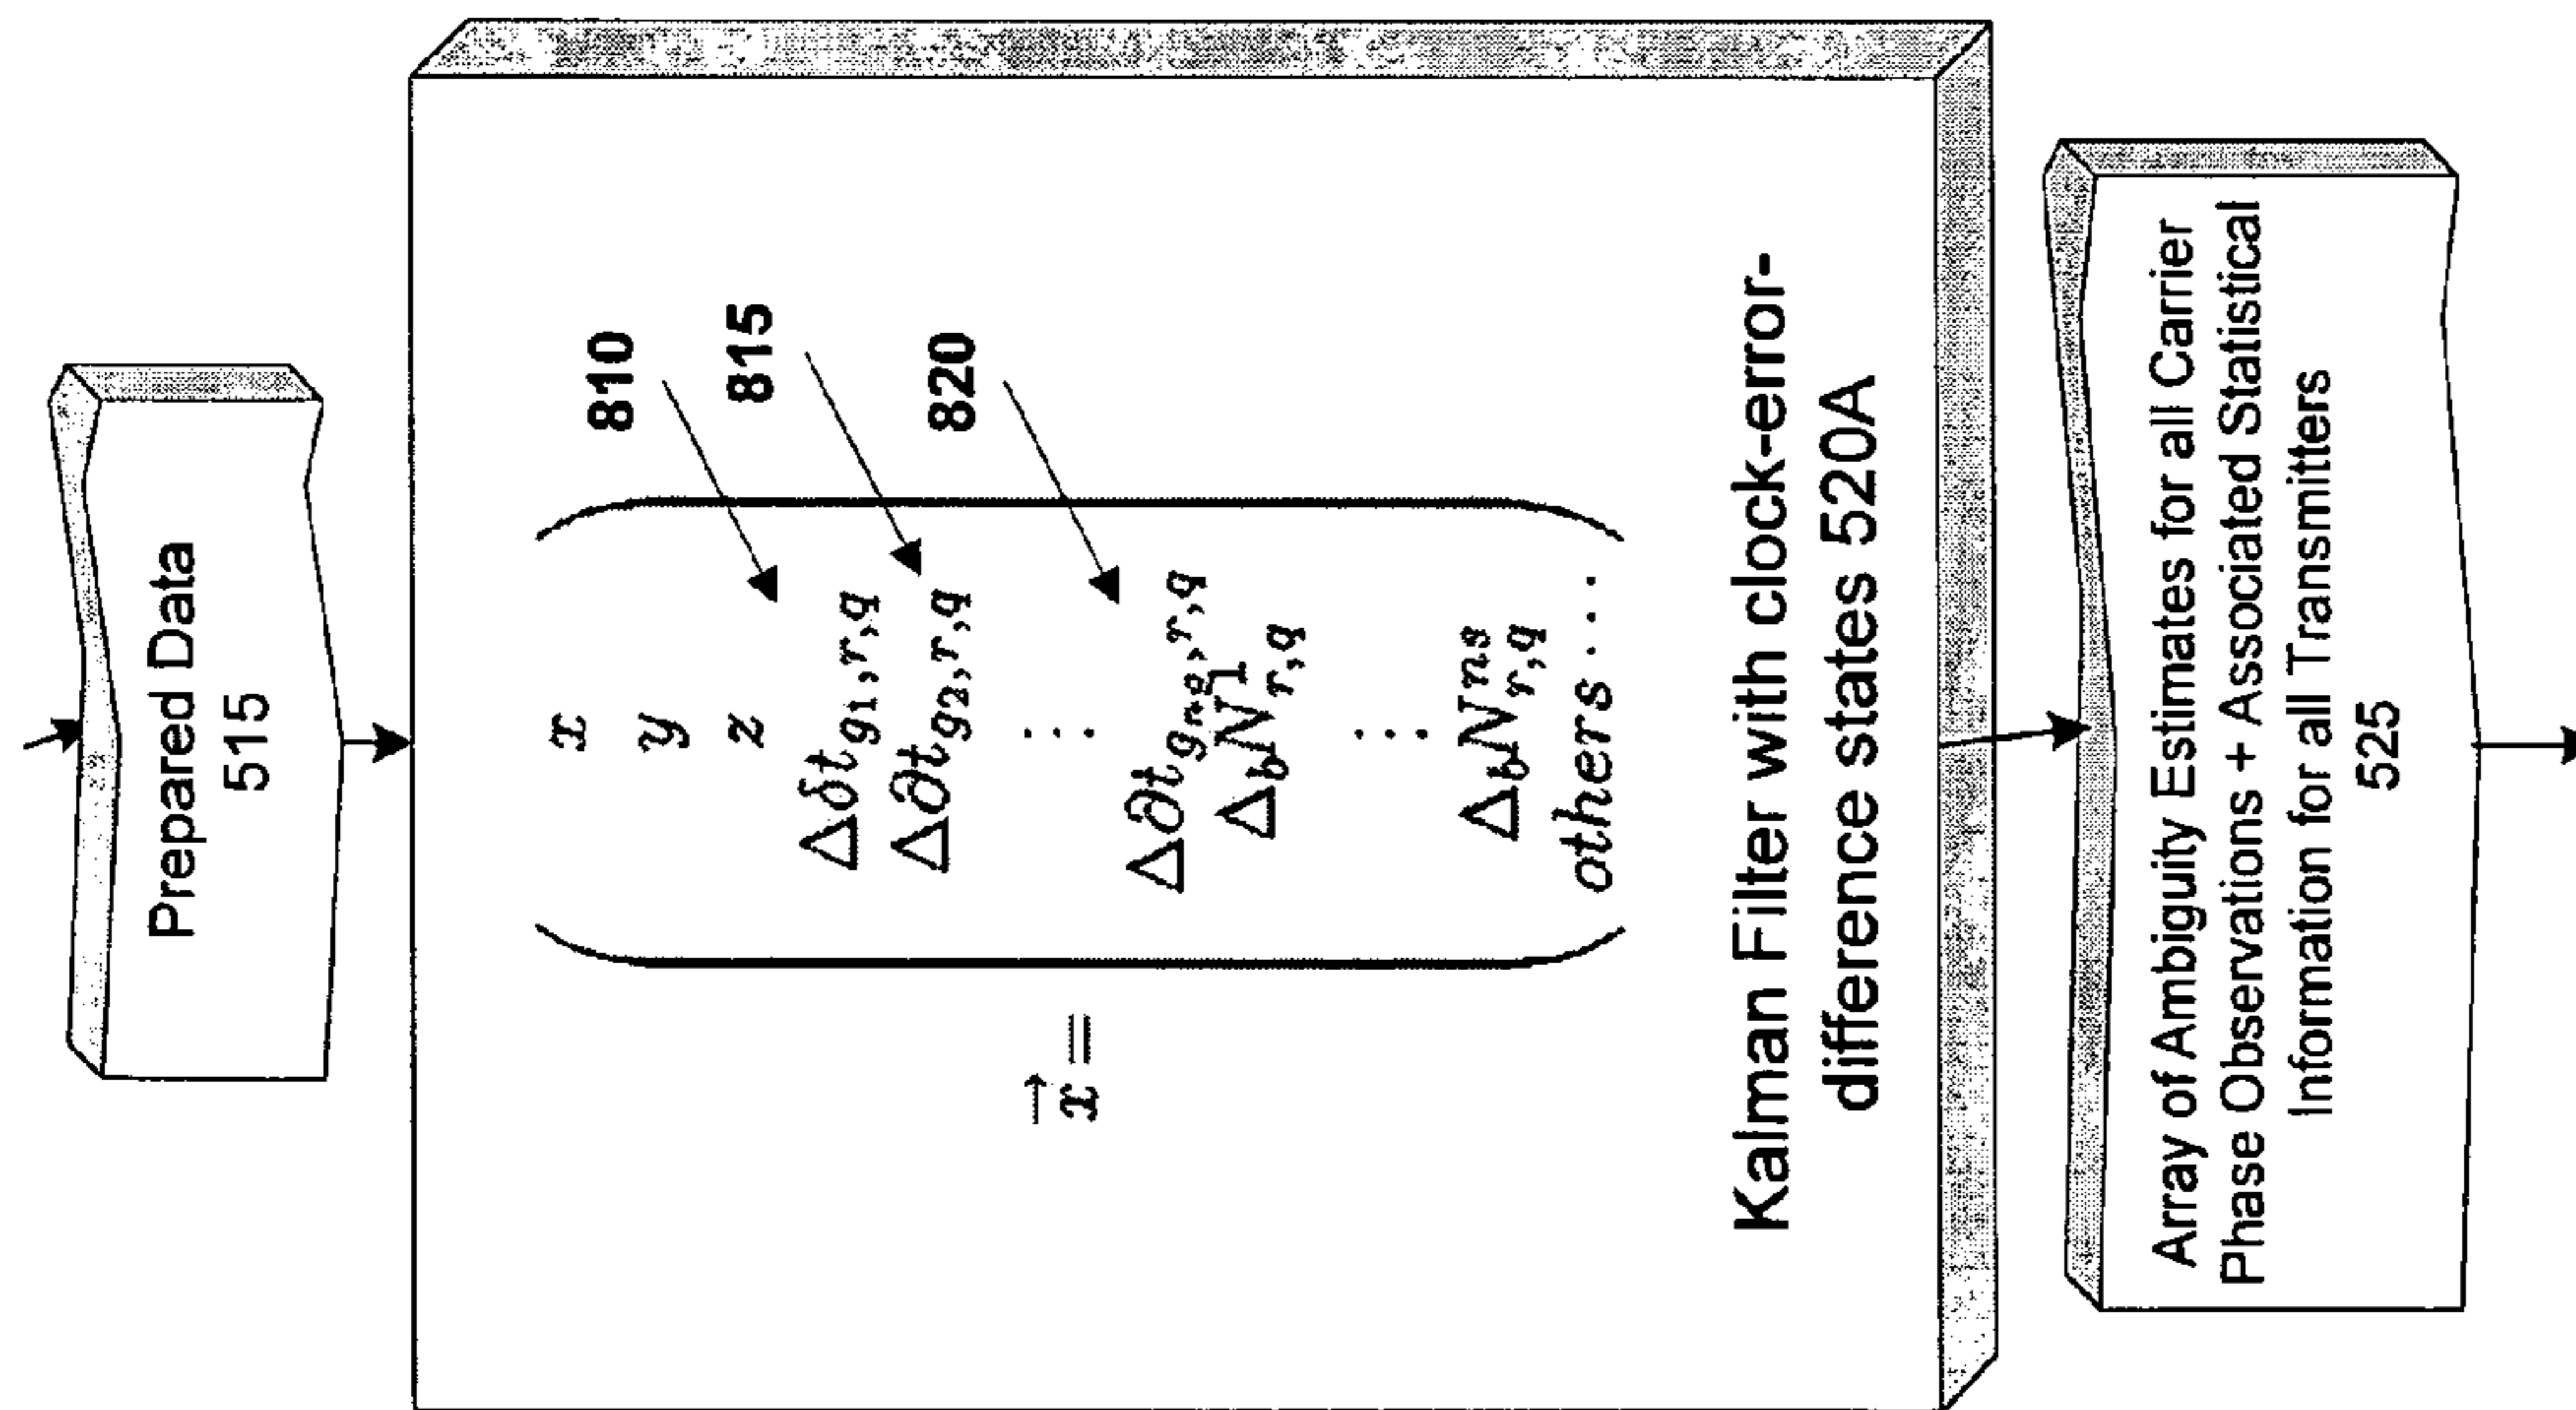 Prepared Data
515
810
815
820
x⃗ =
x
y
z
Δδt_{g1,r,q}
Δ∂t_{g2,r,q}
⋮
Δ∂t_{g_{ng},r,q}
Δ_bN^1_{r,q}
⋮
Δ_bN^{ns}_{r,q}
others....
Kalman Filter with clock-error-
difference states 520A
Array of Ambiguity Estimates for all Carrier
Phase Observations + Associated Statistical
Information for all Transmitters
525